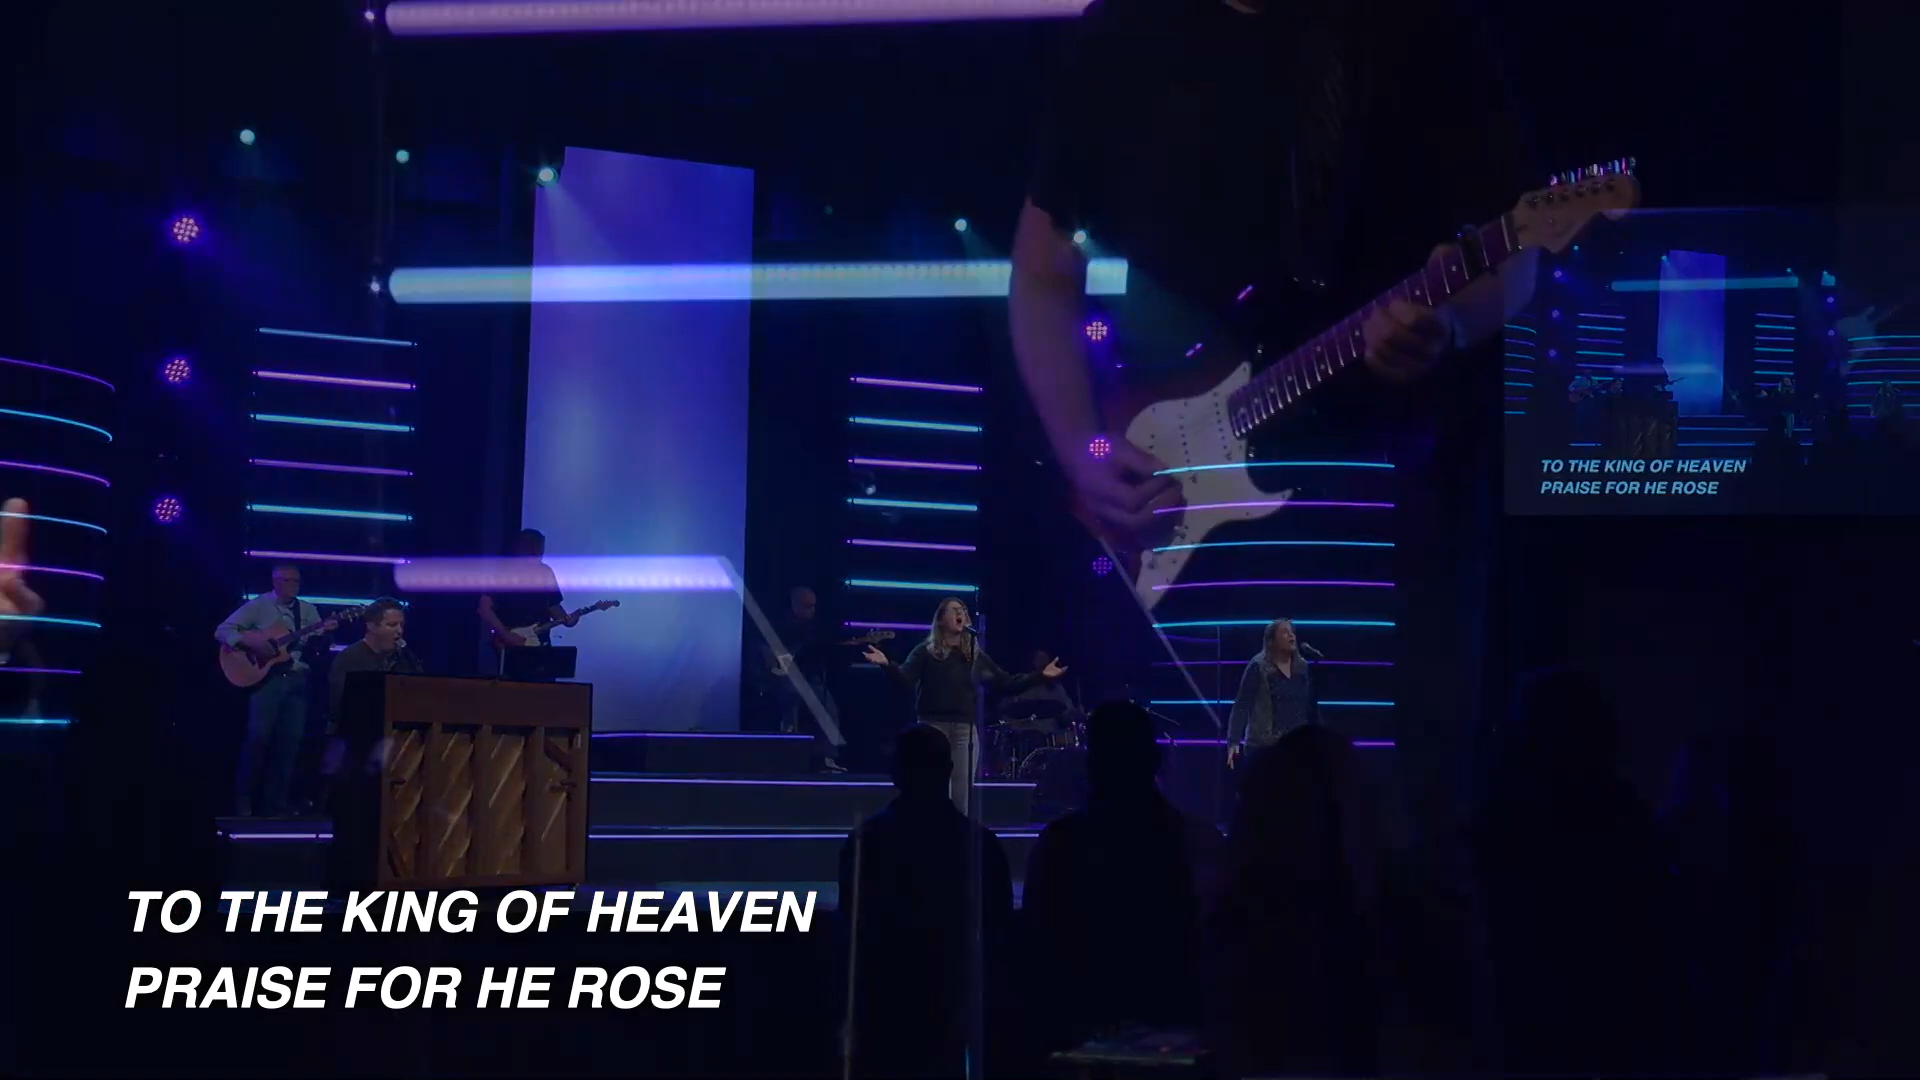 TO THE KING OF HEAVEN
PRAISE FOR HE ROSE
TO THE KING OF HEAVEN
PRAISE FOR HE ROSE